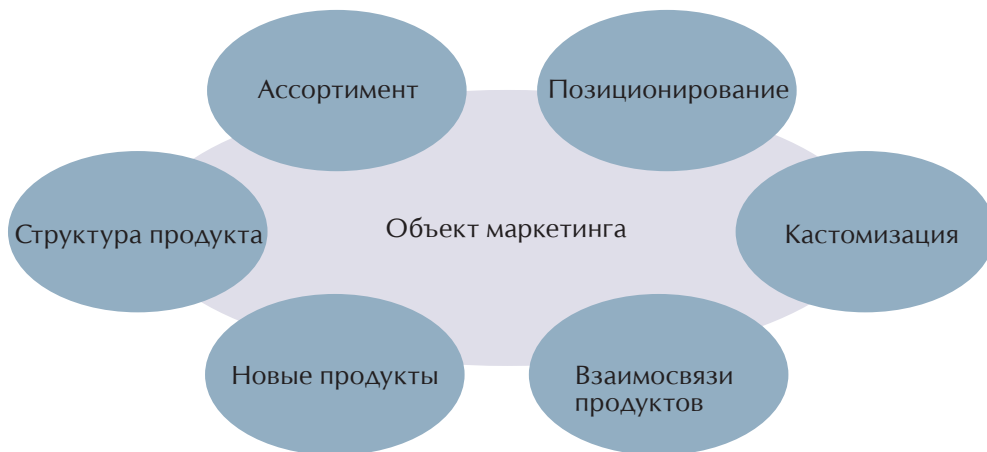 Ассортимент
Позиционирование
Структура продукта
Объект маркетинга
Кастомизация
Новые продукты
Взаимосвязи
продуктов